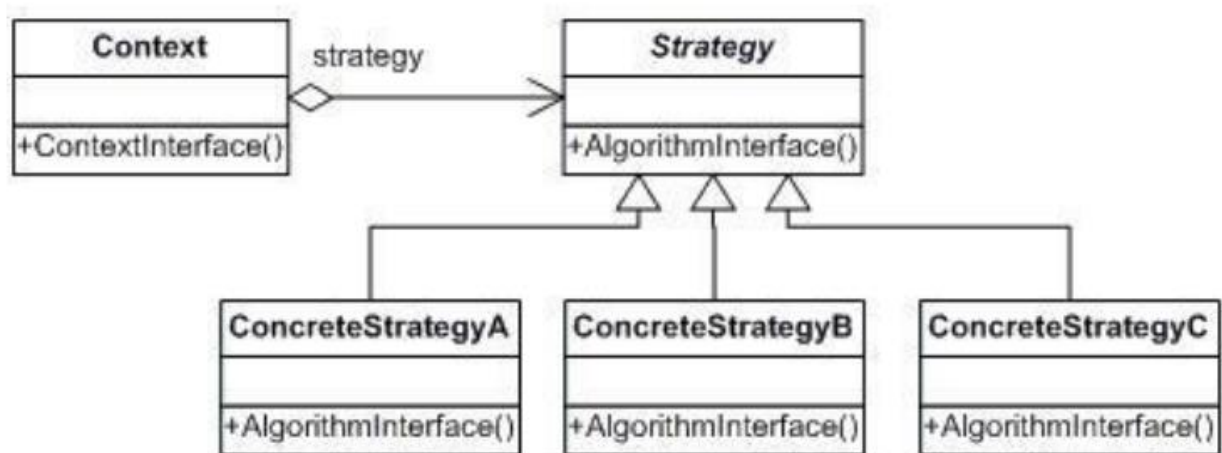 Context
strategy
Strategy
+ContextInterface()
+AlgorithmInterface()
ConcreteStrategyA
ConcreteStrategyB
ConcreteStrategyC
+AlgorithmInterface()
+AlgorithmInterface()
+AlgorithmInterface()